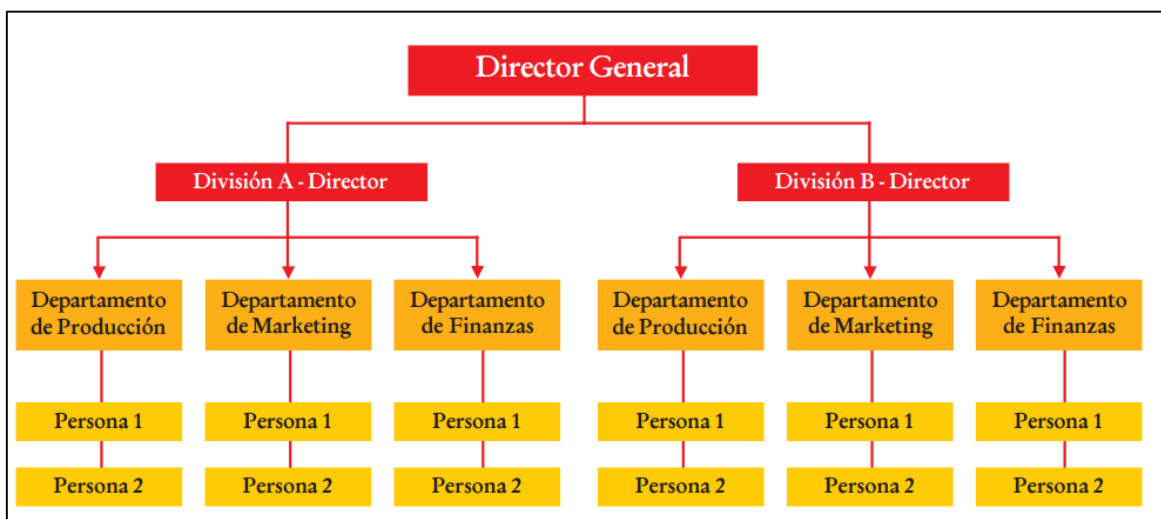 Director General
División A - Director
División B - Director
Departamento
de Producción
Departamento
de Marketing
Departamento
de Finanzas
Departamento
de Producción
Departamento
de Marketing
Departamento
de Finanzas
Persona 1
Persona 1
Persona 1
Persona 1
Persona 1
Persona 1
Persona 2
Persona 2
Persona 2
Persona 2
Persona 2
Persona 2